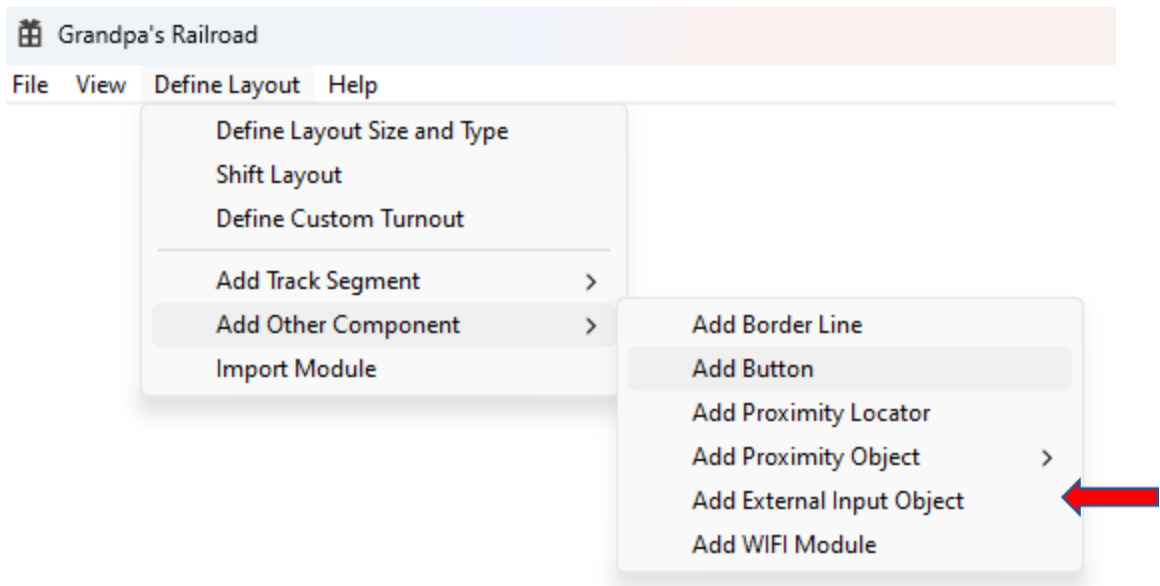 Grandpa's Railroad
File View Define Layout Help
Define Layout Size and Type
Shift Layout
Define Custom Turnout
Add Track Segment
Add Other Component
Import Module
Add Border Line
Add Button
Add Proximity Locator
Add Proximity Object
Add External Input Object
Add WIFI Module